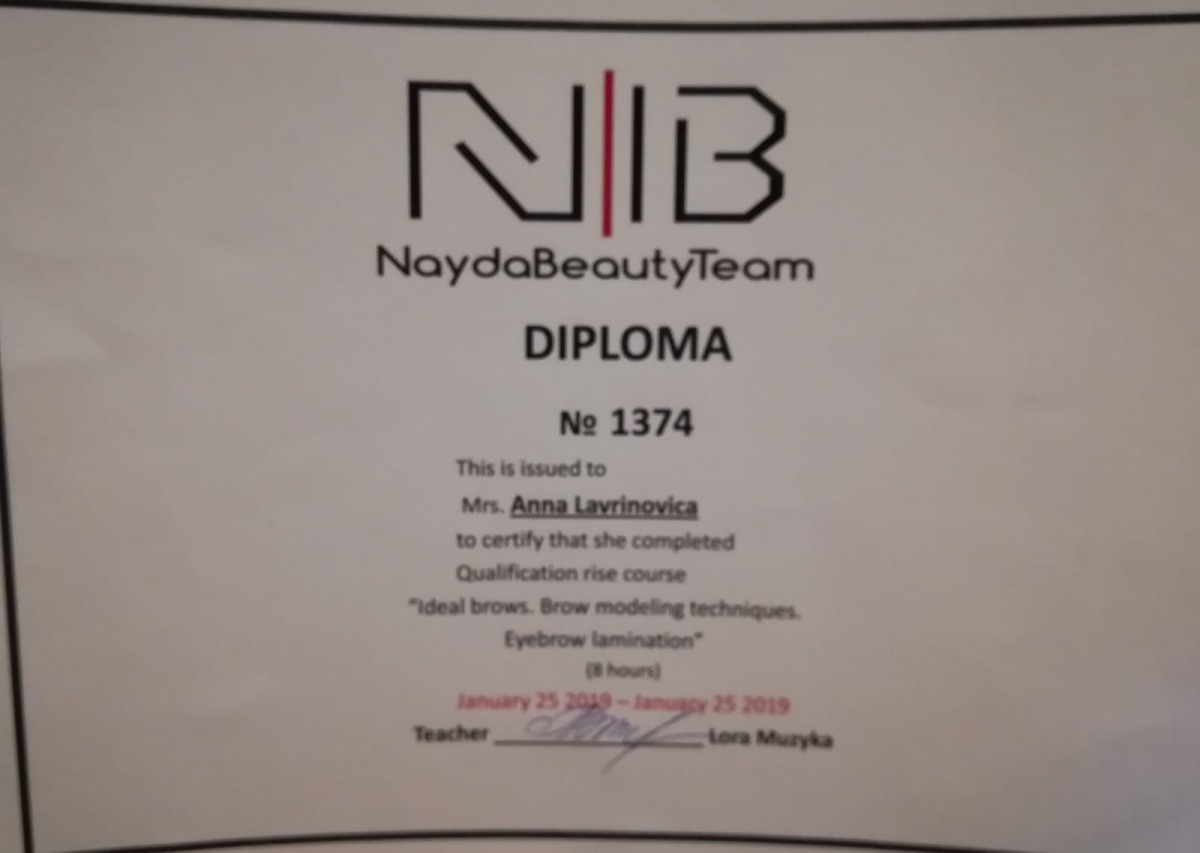 NB
NaydaBeautyTeam
DIPLOMA
№ 1374
This is issued to
Mrs. Anna Lavrinovica
to certify that she completed
Qualification rise course
"Ideal brows. Brow modeling techniques.
Eyebrow lamination"
(8 hours)
January 25 2019 – January 25 2019
Teacher Lora Muzyka